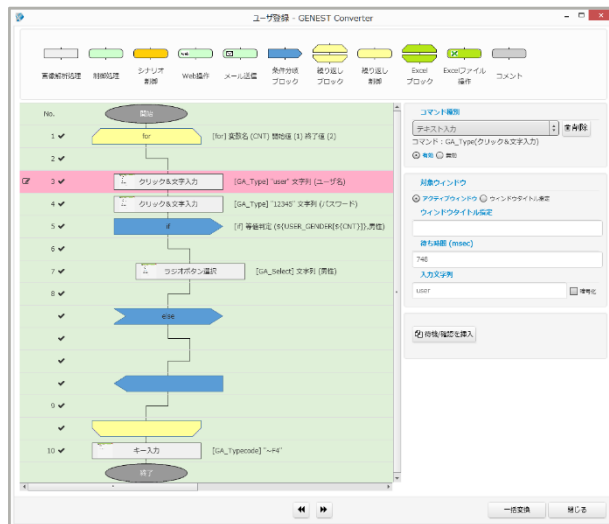 ユーザ登録 - GENEST Converter
画像解析処理 制御処理 シナリオ制御 Web操作 メール送信 条件分岐ブロック 繰り返しブロック 繰り返し制御 Excelブロック Excelファイル操作 コメント
No. 開始
1 for [for] 変数名 (CNT) 開始値 (1) 終了値 (2)
2
3 クリック&文字入力 [GA_Type] "user" 文字列 (ユーザ名)
4 クリック&文字入力 [GA_Type] "12345" 文字列 (パスワード)
5 if [if] 等値判定 (${USER_GENDER[${CNT}]},男性)
6
7 ラジオボタン選択 [GA_Select] 文字列 (男性)
8
else
9
10 キー入力 [GA_Typecode] "~F4"
終了
コマンド種別
テキスト入力 削除
コマンド : GA_Type(クリック&文字入力)
有効 無効
対象ウィンドウ
アクティブウィンドウ ウィンドウタイトル指定
ウィンドウタイトル指定
待ち時間 (msec)
748
入力文字列
user 暗号化
待機/確認を挿入
一括変換 閉じる